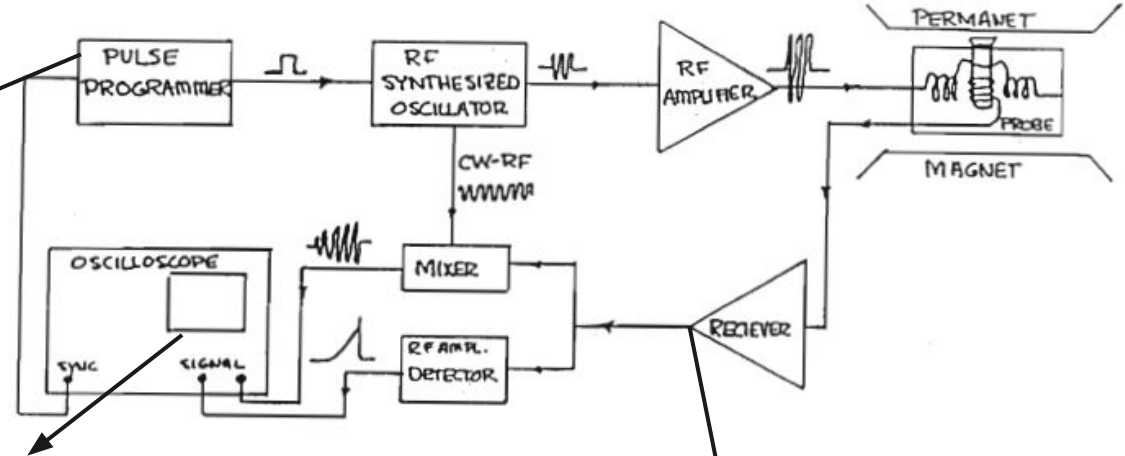 PULSE
PROGRAMMER
RF
SYNTHESIZED
OSCILLATOR
RF
AMPLIFIER
PERMANET
PROBE
MAGNET
CW-RF
OSCILLOSCOPE
SYNC
SIGNAL
MIXER
RF AMPL.
DETECTOR
RECIEVER